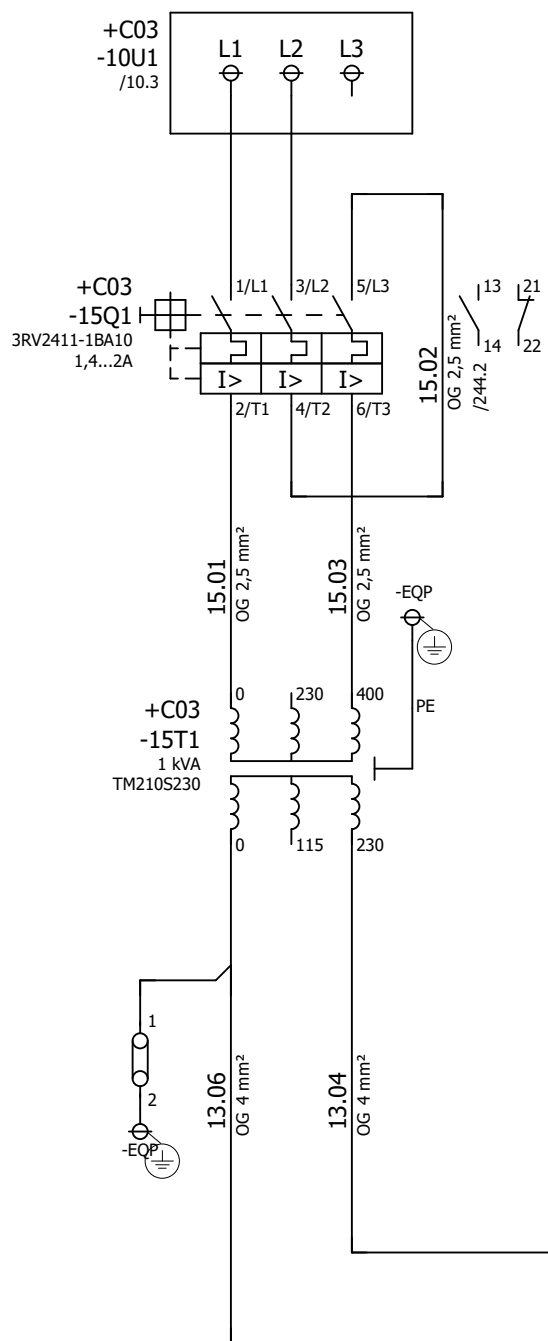 +C03
-10U1
/10.3
L1
L2
L3
+C03
-15Q1
3RV2411-1BA10
1,4...2A
1/L1
3/L2
5/L3
I>
I>
I>
2/T1
4/T2
6/T3
13
21
14
22
15.02
OG 2,5 mm²
/244.2
15.01
OG 2,5 mm²
15.03
OG 2,5 mm²
-EQP
PE
+C03
-15T1
1 kVA
TM210S230
0
230
400
0
115
230
1
2
-EQP
13.06
OG 4 mm²
13.04
OG 4 mm²